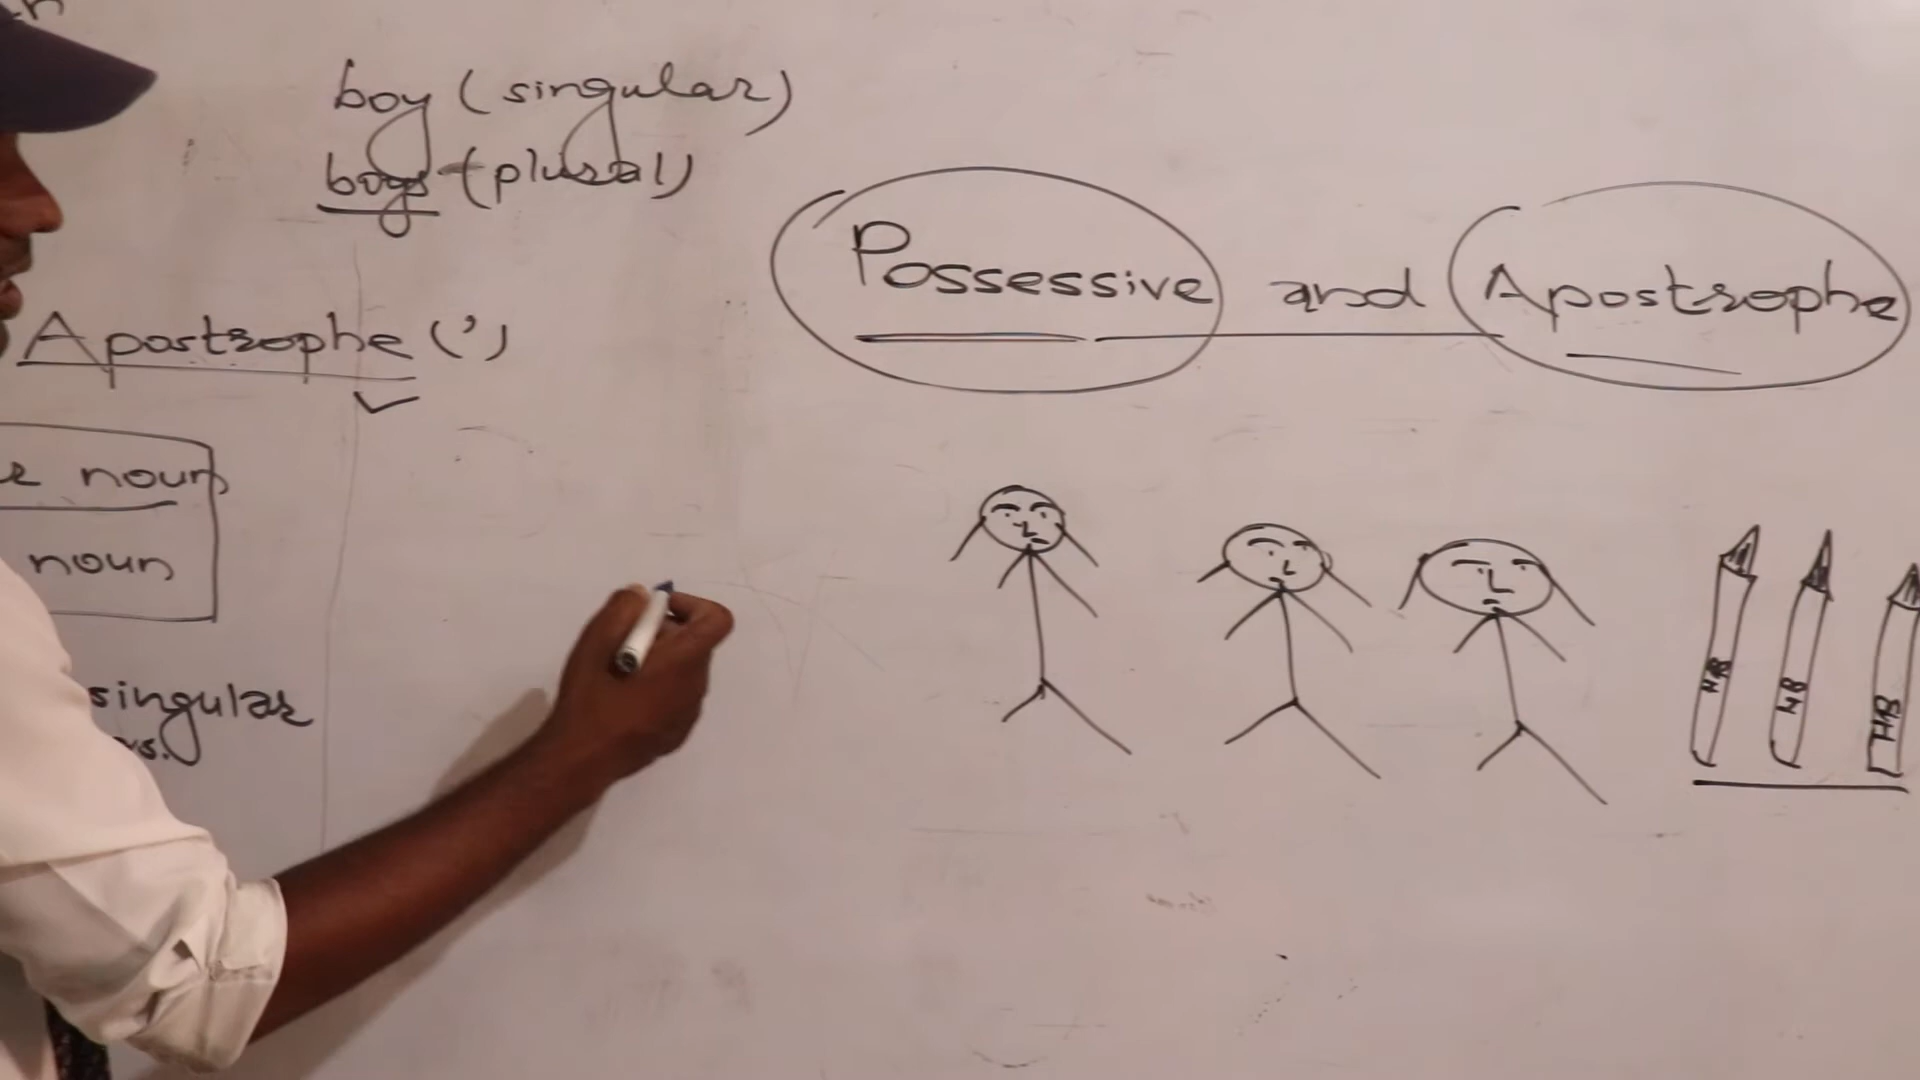 boy (singular)
boys (plural)
Possessive and Apostrophe
Apostrophe (')
noun
noun
singular
HB
HB
HB